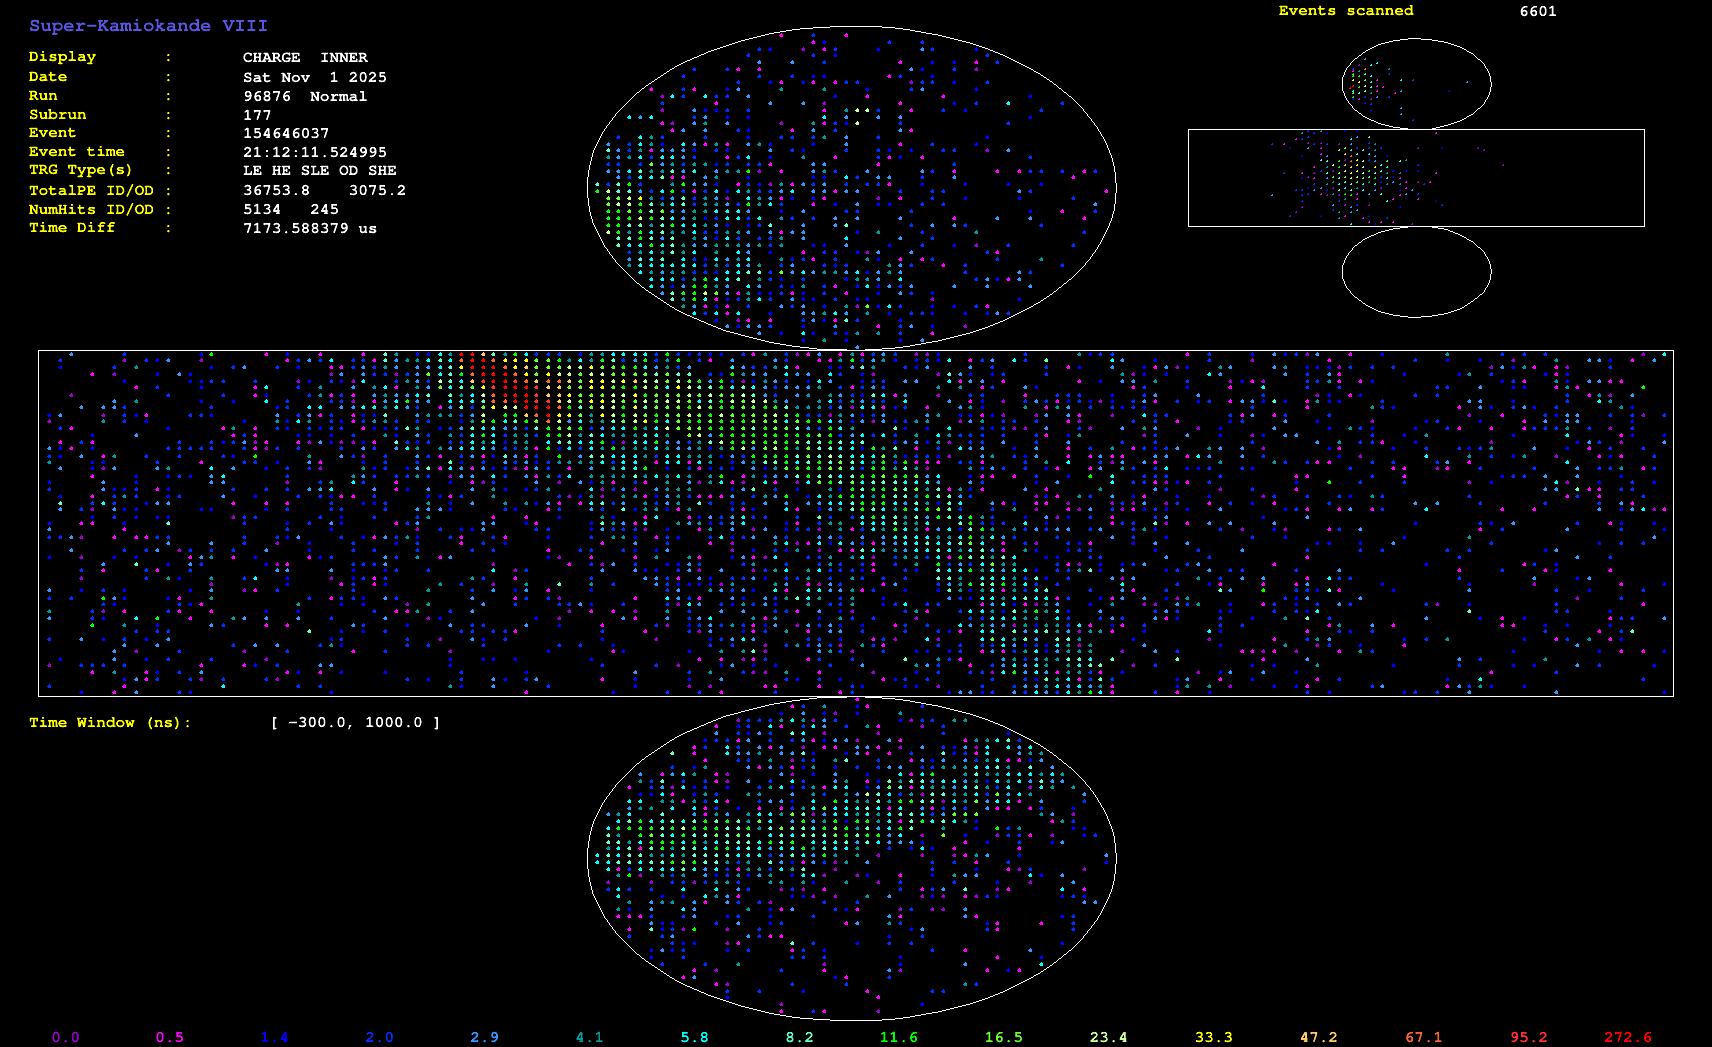 Super-Kamiokande VIII
Events scanned 6601
Display : CHARGE INNER
Date : Sat Nov 1 2025
Run : 96876 Normal
Subrun : 177
Event : 154646037
Event time : 21:12:11.524995
TRG Type(s) : LE HE SLE OD SHE
TotalPE ID/OD : 36753.8 3075.2
NumHits ID/OD : 5134 245
Time Diff : 7173.588379 us
Time Window (ns): [ -300.0, 1000.0 ]
0.0 0.5 1.4 2.0 2.9 4.1 5.8 8.2 11.6 16.5 23.4 33.3 47.2 67.1 95.2 272.6